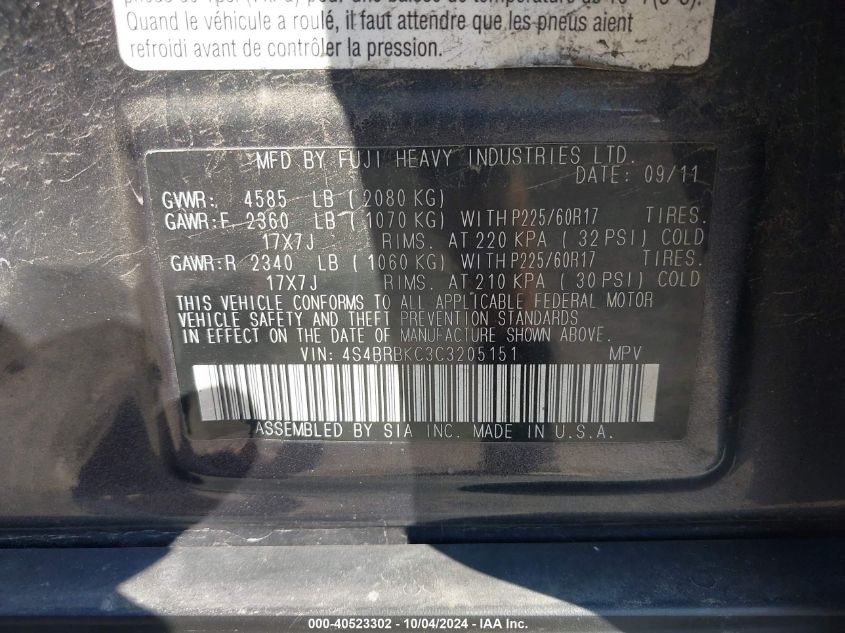 Quand le véhicule a roulé, il faut attendre que les pneus aient
refroidi avant de contrôler la pression.
MFD BY FUJI HEAVY INDUSTRIES LTD.
DATE: 09/11
GVWR: 4585 LB ( 2080 KG)
GAWR:F 2360 LB ( 1070 KG) WITH P225/60R17 TIRES.
17X7J RIMS. AT 220 KPA ( 32 PSI) COLD
GAWR:R 2340 LB ( 1060 KG) WITH P225/60R17 TIRES.
17X7J RIMS. AT 210 KPA ( 30 PSI) COLD
THIS VEHICLE CONFORMS TO ALL APPLICABLE FEDERAL MOTOR
VEHICLE SAFETY AND THEFT PREVENTION STANDARDS
IN EFFECT ON THE DATE OF MANUFACTURE SHOWN ABOVE.
VIN: 4S4BRBKC3C3205151 MPV
ASSEMBLED BY SIA INC. MADE IN U.S.A.
000-40523302 - 10/04/2024 - IAA Inc.